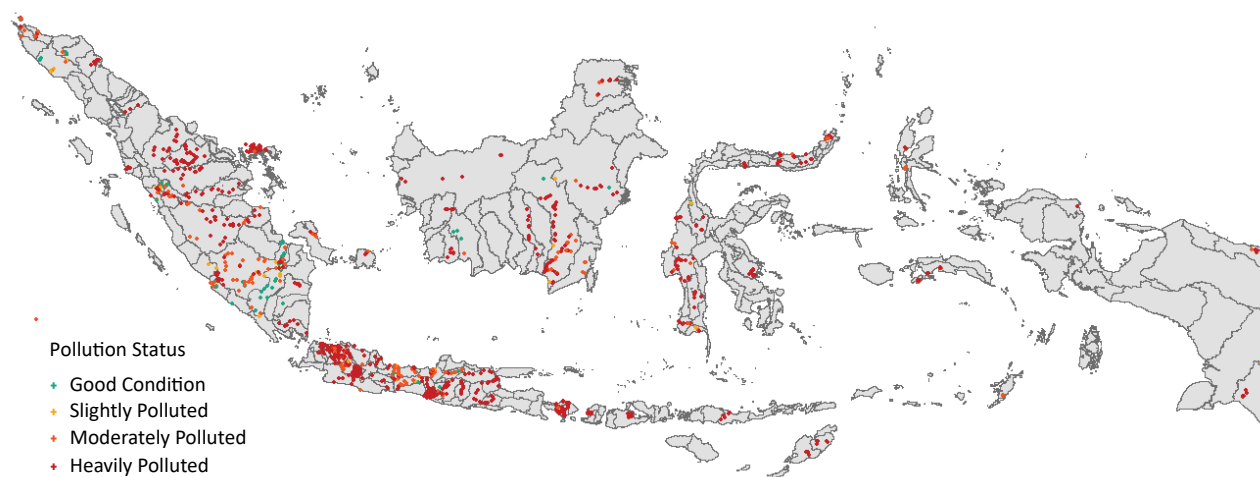 Pollution Status
Good Condition
Slightly Polluted
Moderately Polluted
Heavily Polluted